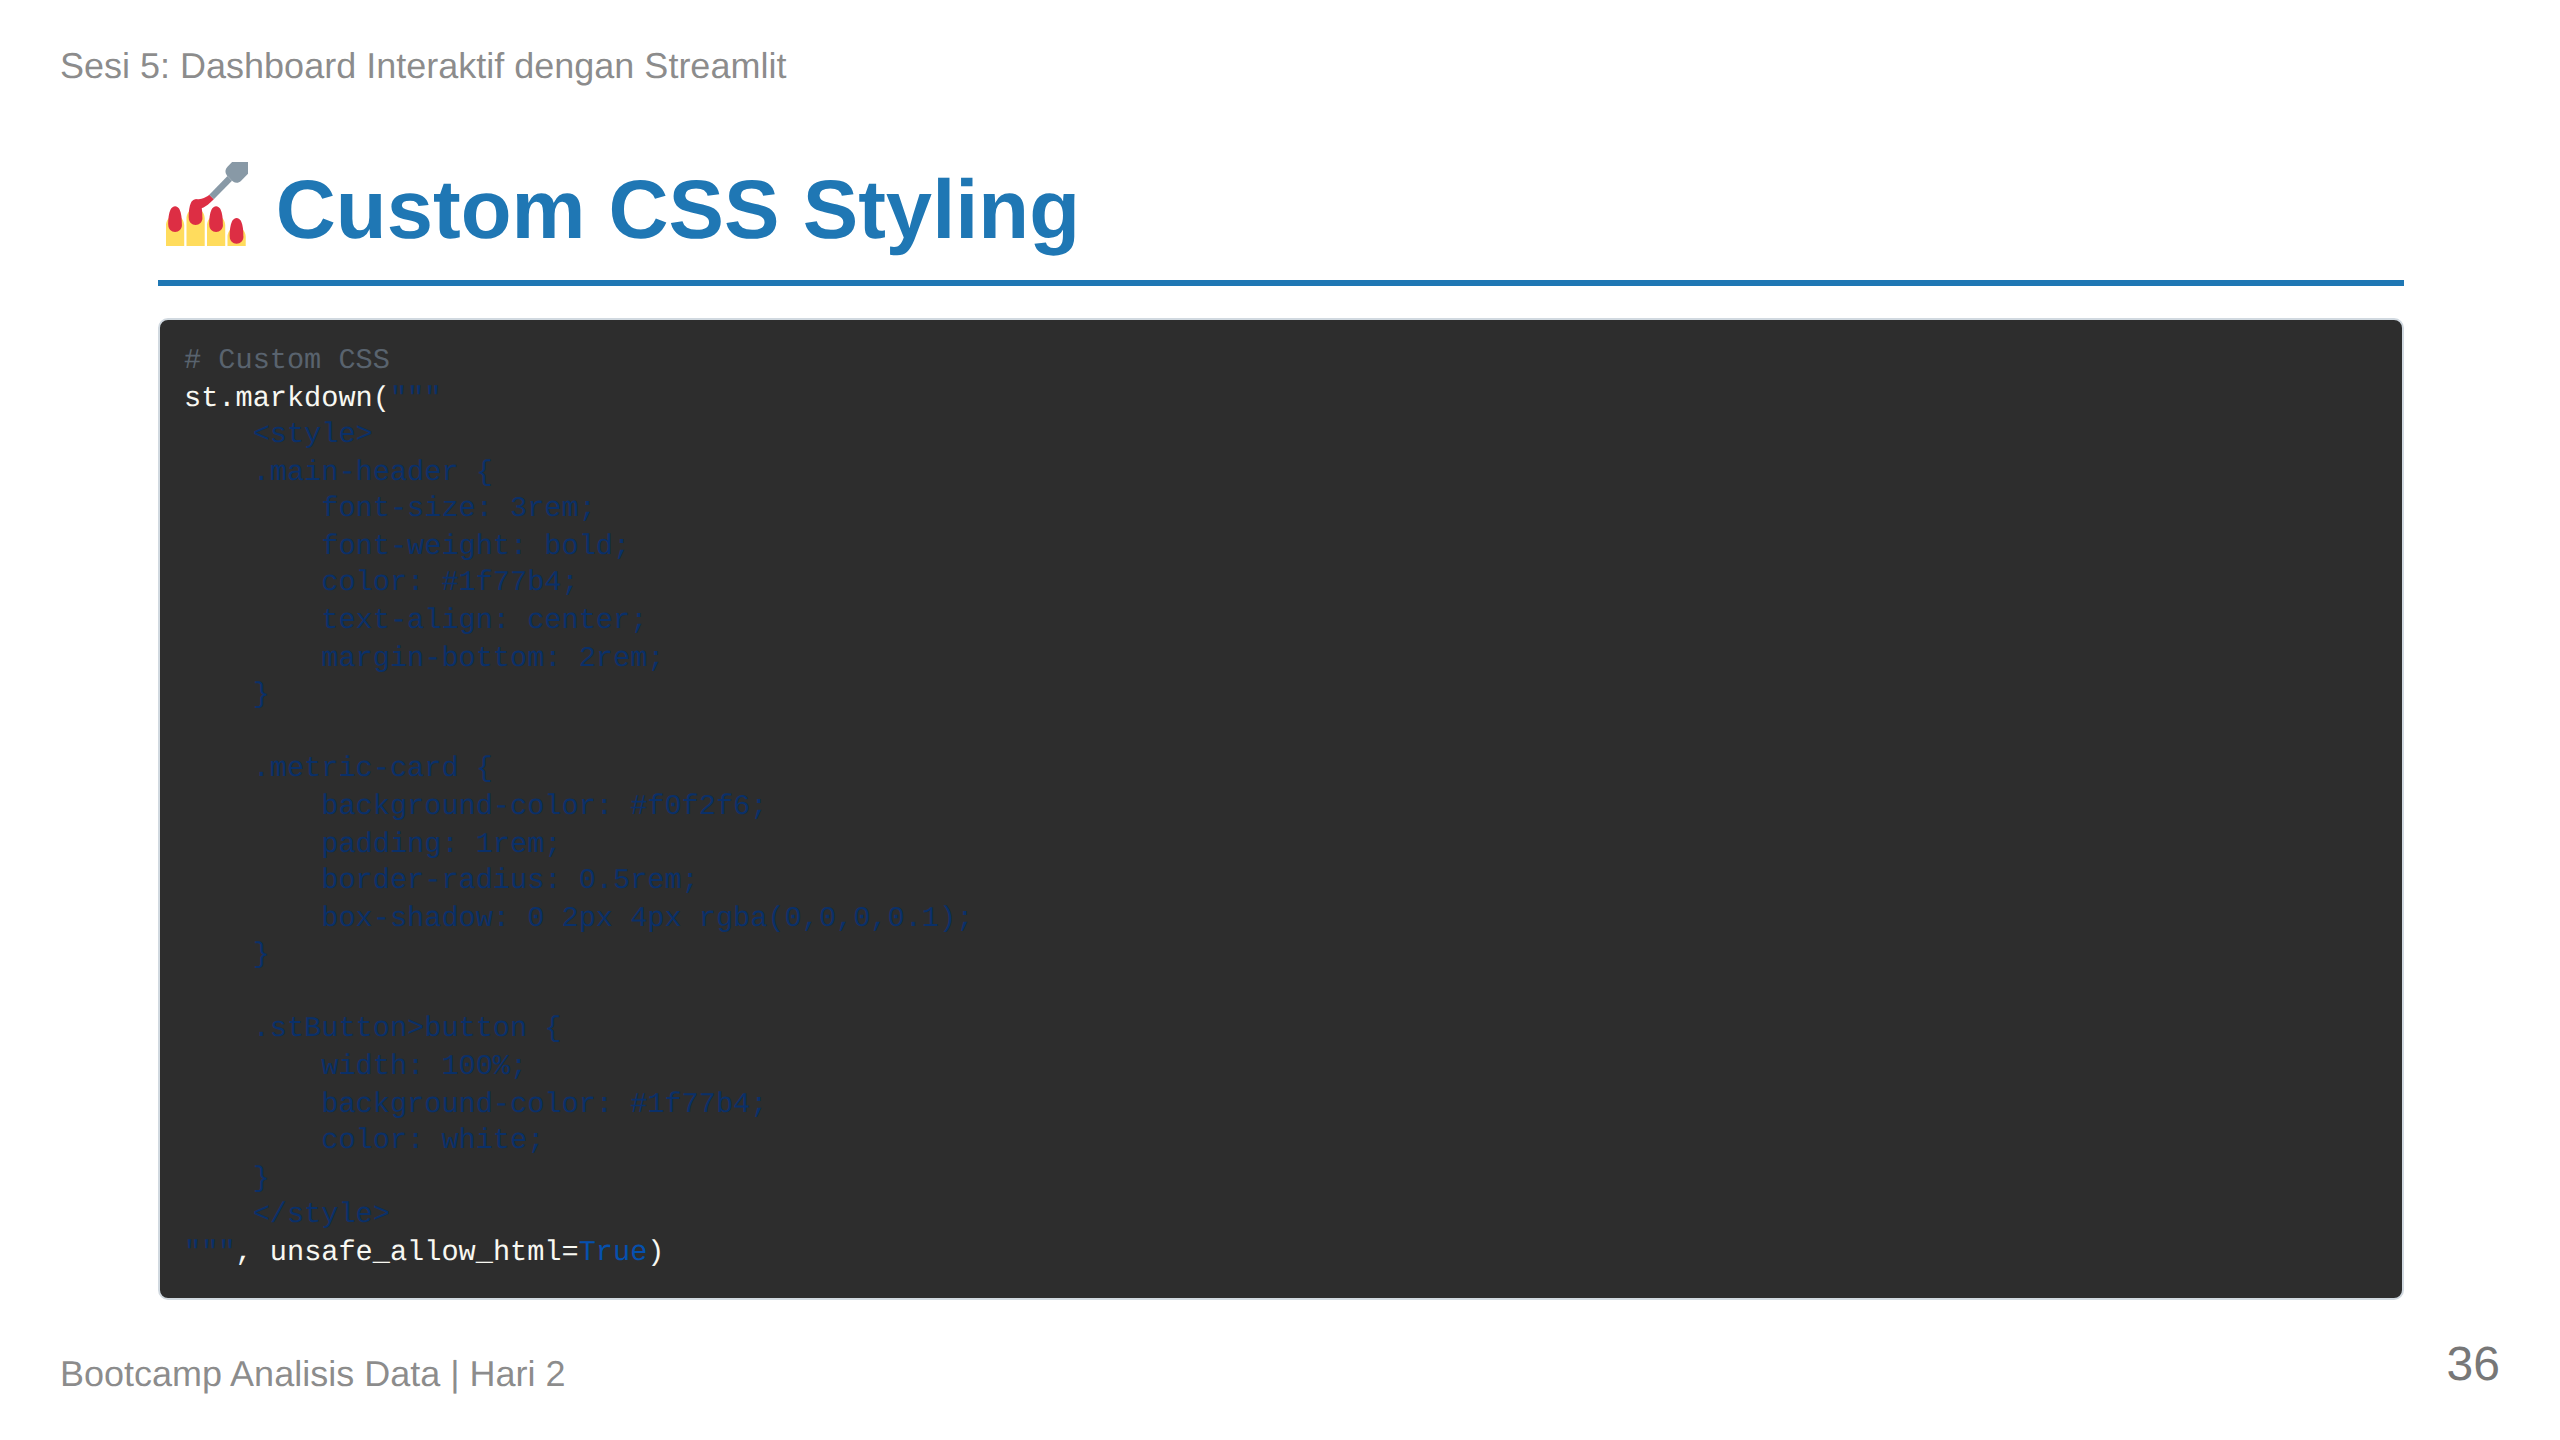 Sesi 5: Dashboard Interaktif dengan Streamlit
Custom CSS Styling
# Custom CSS
st.markdown("""
    <style>
    .main-header {
        font-size: 3rem;
        font-weight: bold;
        color: #1f77b4;
        text-align: center;
        margin-bottom: 2rem;
    }
    .metric-card {
        background-color: #f0f2f6;
        padding: 1rem;
        border-radius: 0.5rem;
        box-shadow: 0 2px 4px rgba(0,0,0,0.1);
    }
    .stButton>button {
        width: 100%;
        background-color: #1f77b4;
        color: white;
    }
    </style>
""", unsafe_allow_html=True)
Bootcamp Analisis Data | Hari 2
36